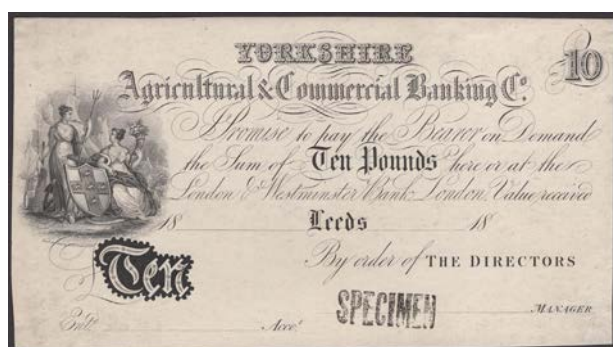 YORKSHIRE
10
Agricultural & Commercial Banking Co.
I Promise to pay the Bearer on Demand
the Sum of Ten Pounds here or at the
London & Westminster Bank London. Value received
18 Leeds 18
By order of THE DIRECTORS
£Ten
SPECIMEN
MANAGER
Entd. Acct.